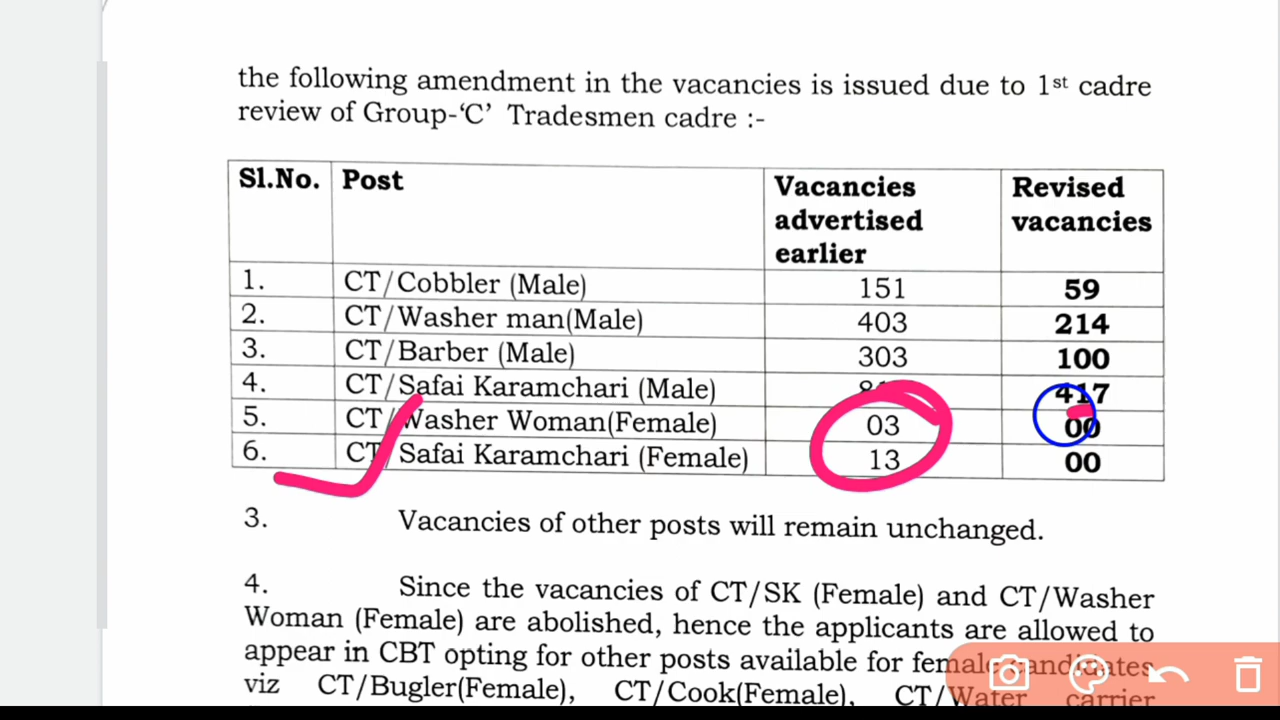 the following amendment in the vacancies is issued due to 1st cadre
review of Group-‘C’ Tradesmen cadre :-
Sl.No. Post Vacancies advertised earlier Revised vacancies
1. CT/Cobbler (Male) 151 59
2. CT/Washer man(Male) 403 214
3. CT/Barber (Male) 303 100
4. CT/Safai Karamchari (Male) 417
5. CT/Washer Woman(Female) 03 00
6. CT/Safai Karamchari (Female) 13 00
3. Vacancies of other posts will remain unchanged.
4. Since the vacancies of CT/SK (Female) and CT/Washer
Woman (Female) are abolished, hence the applicants are allowed to
appear in CBT opting for other posts available for female candidates
viz CT/Bugler(Female), CT/Cook(Female), CT/Water carrier